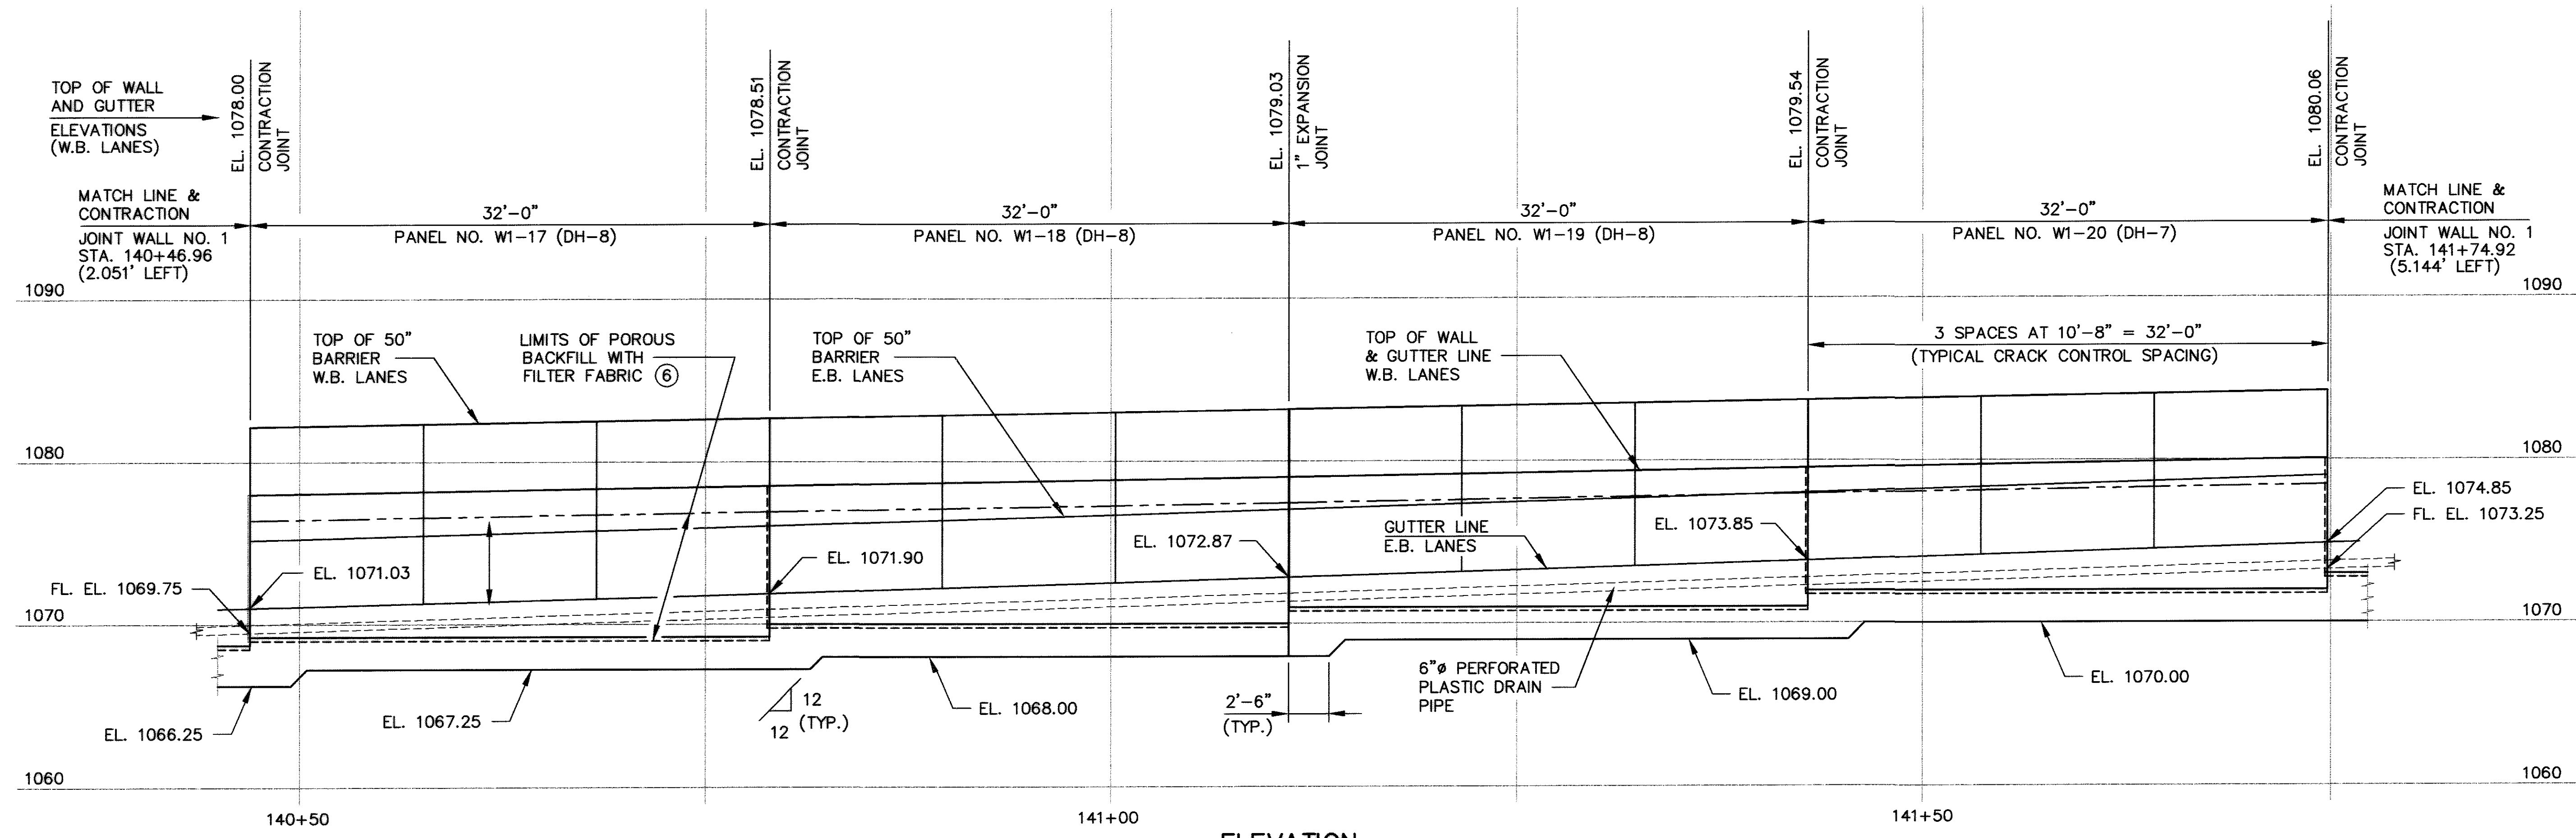 TOP OF WALL
AND GUTTER
ELEVATIONS
(W.B. LANES)
EL. 1078.00
CONTRACTION
JOINT
EL. 1078.51
CONTRACTION
JOINT
EL. 1079.03
1" EXPANSION
JOINT
EL. 1079.54
CONTRACTION
JOINT
EL. 1080.06
CONTRACTION
JOINT
MATCH LINE &
CONTRACTION
JOINT WALL NO. 1
STA. 140+46.96
(2.051' LEFT)
32'-0"
PANEL NO. W1-17 (DH-8)
32'-0"
PANEL NO. W1-18 (DH-8)
32'-0"
PANEL NO. W1-19 (DH-8)
32'-0"
PANEL NO. W1-20 (DH-7)
MATCH LINE &
CONTRACTION
JOINT WALL NO. 1
STA. 141+74.92
(5.144' LEFT)
1090
1090
TOP OF 50"
BARRIER
W.B. LANES
LIMITS OF POROUS
BACKFILL WITH
FILTER FABRIC 6
TOP OF 50"
BARRIER
E.B. LANES
TOP OF WALL
& GUTTER LINE
W.B. LANES
3 SPACES AT 10'-8" = 32'-0"
(TYPICAL CRACK CONTROL SPACING)
1080
1080
EL. 1074.85
FL. EL. 1073.25
EL. 1073.85
GUTTER LINE
E.B. LANES
EL. 1072.87
EL. 1071.90
EL. 1071.03
FL. EL. 1069.75
1070
1070
6"ø PERFORATED
PLASTIC DRAIN
PIPE
EL. 1066.25
EL. 1067.25
12
12
(TYP.)
EL. 1068.00
2'-6"
(TYP.)
EL. 1069.00
EL. 1070.00
1060
1060
140+50
141+00
141+50
ELEVATION